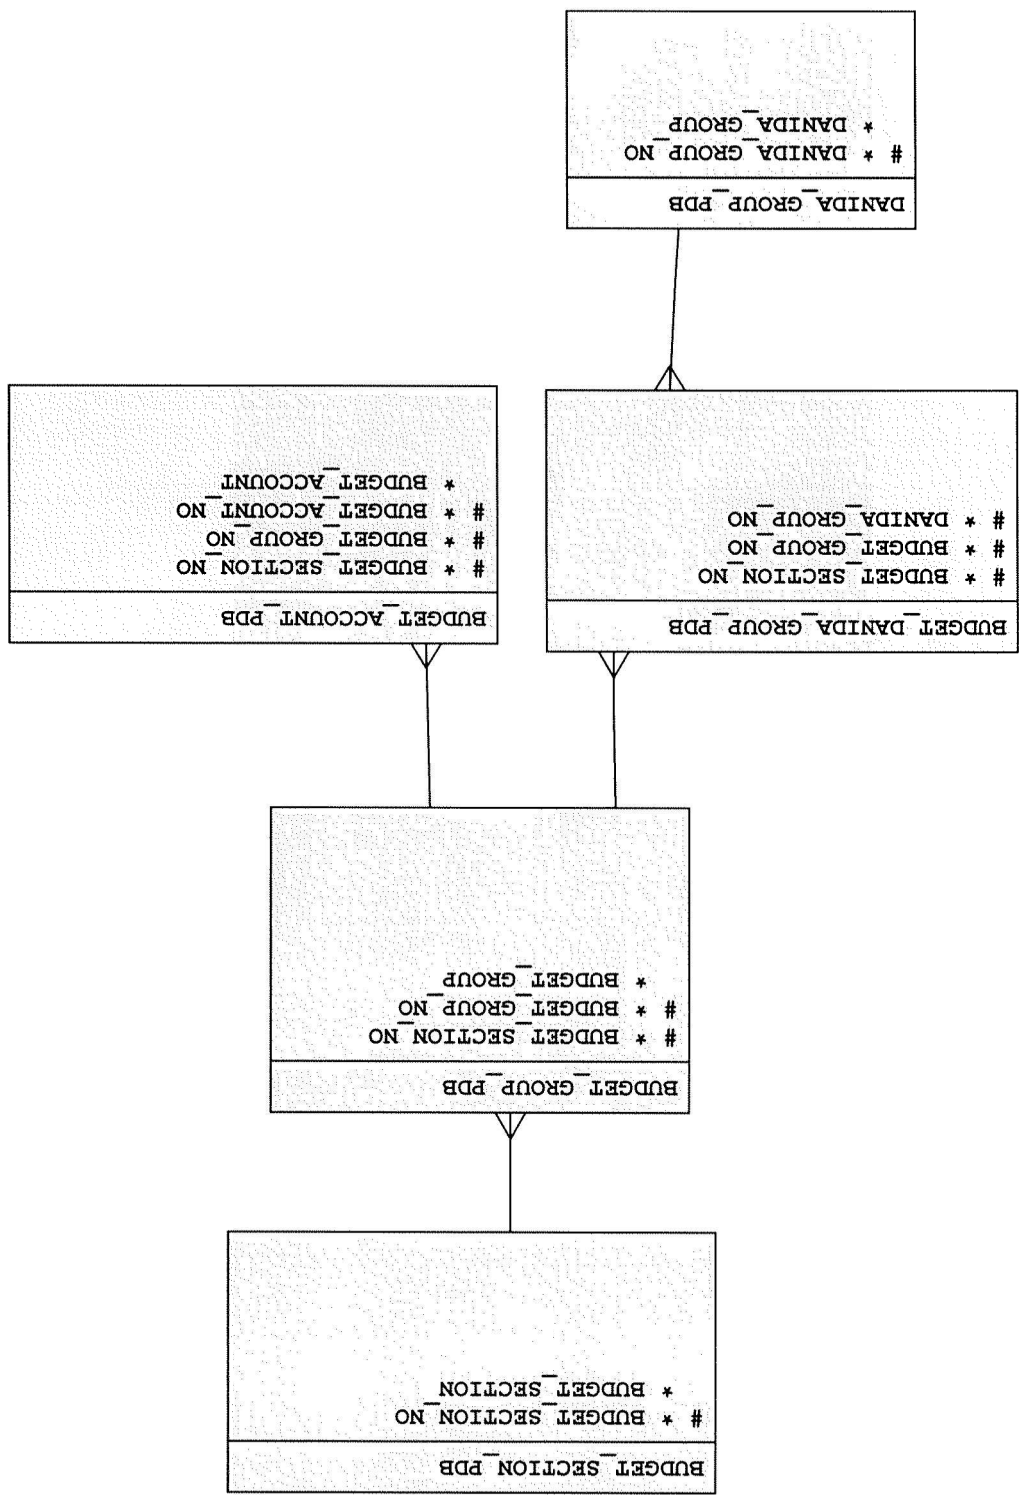 BUDGET_SECTION_PDB
# * BUDGET_SECTION_NO
* BUDGET_SECTION
BUDGET_GROUP_PDB
# * BUDGET_SECTION_NO
# * BUDGET_GROUP_NO
* BUDGET_GROUP
BUDGET_DANIDA_GROUP_PDB
# * BUDGET_SECTION_NO
# * BUDGET_GROUP_NO
# * DANIDA_GROUP_NO
BUDGET_ACCOUNT_PDB
# * BUDGET_SECTION_NO
# * BUDGET_GROUP_NO
# * BUDGET_ACCOUNT_NO
* BUDGET_ACCOUNT
DANIDA_GROUP_PDB
# * DANIDA_GROUP_NO
* DANIDA_GROUP